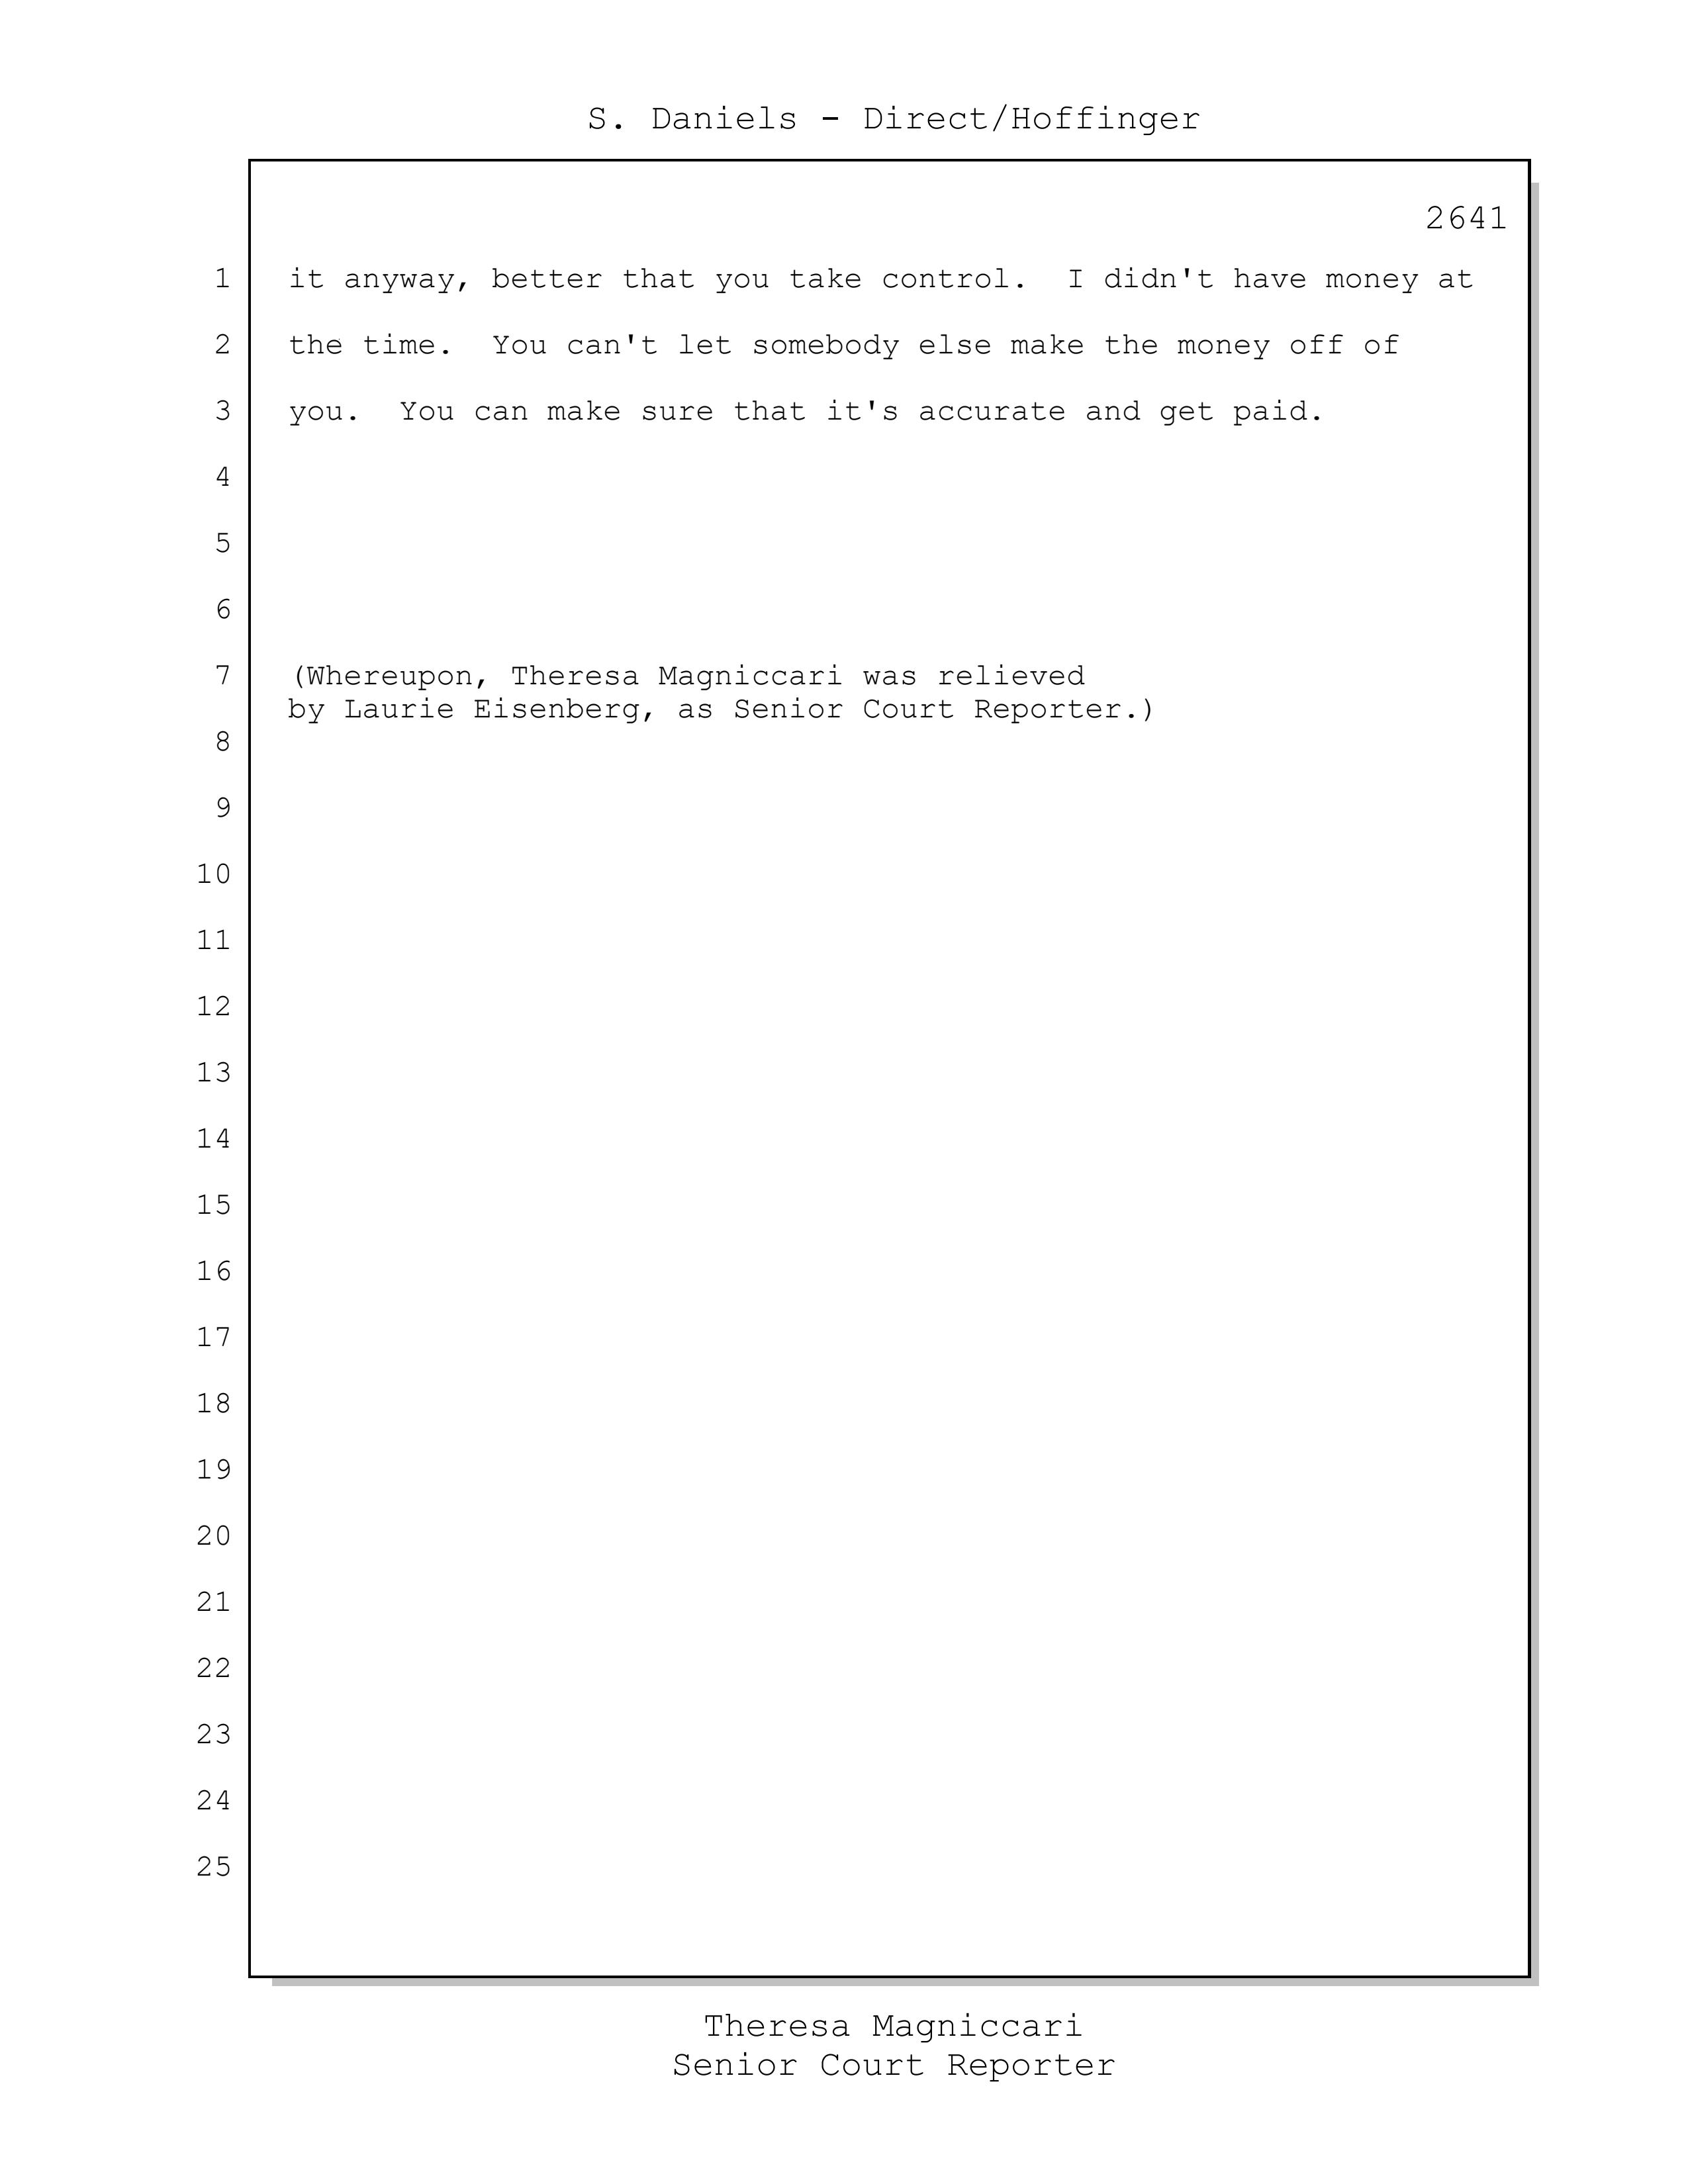 S. Daniels - Direct/Hoffinger
2641
1 it anyway, better that you take control.  I didn't have money at
2 the time.  You can't let somebody else make the money off of
3 you.  You can make sure that it's accurate and get paid.
4
5
6
7 (Whereupon, Theresa Magniccari was relieved
by Laurie Eisenberg, as Senior Court Reporter.)
8
9
10
11
12
13
14
15
16
17
18
19
20
21
22
23
24
25
Theresa Magniccari
Senior Court Reporter